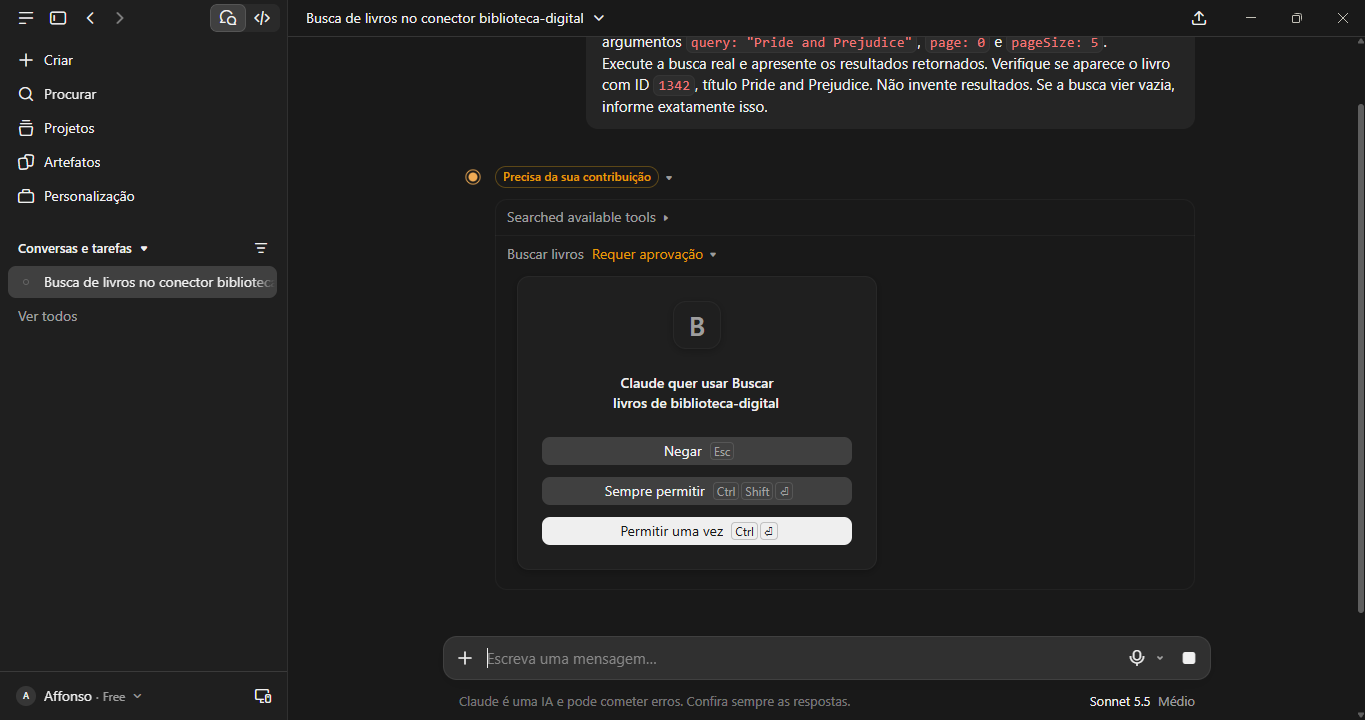 Busca de livros no conector biblioteca-digital
Criar
Procurar
Projetos
Artefatos
Personalização
Conversas e tarefas
Busca de livros no conector bibliotec
Ver todos
argumentos query: "Pride and Prejudice", page: 0 e pageSize: 5.
Execute a busca real e apresente os resultados retornados. Verifique se aparece o livro
com ID 1342, título Pride and Prejudice. Não invente resultados. Se a busca vier vazia,
informe exatamente isso.
Precisa da sua contribuição
Searched available tools
Buscar livros Requer aprovação
B
Claude quer usar Buscar
livros de biblioteca-digital
Negar Esc
Sempre permitir Ctrl Shift ⏎
Permitir uma vez Ctrl ⏎
Escreva uma mensagem...
A Affonso · Free
Claude é uma IA e pode cometer erros. Confira sempre as respostas.
Sonnet 5.5 Médio